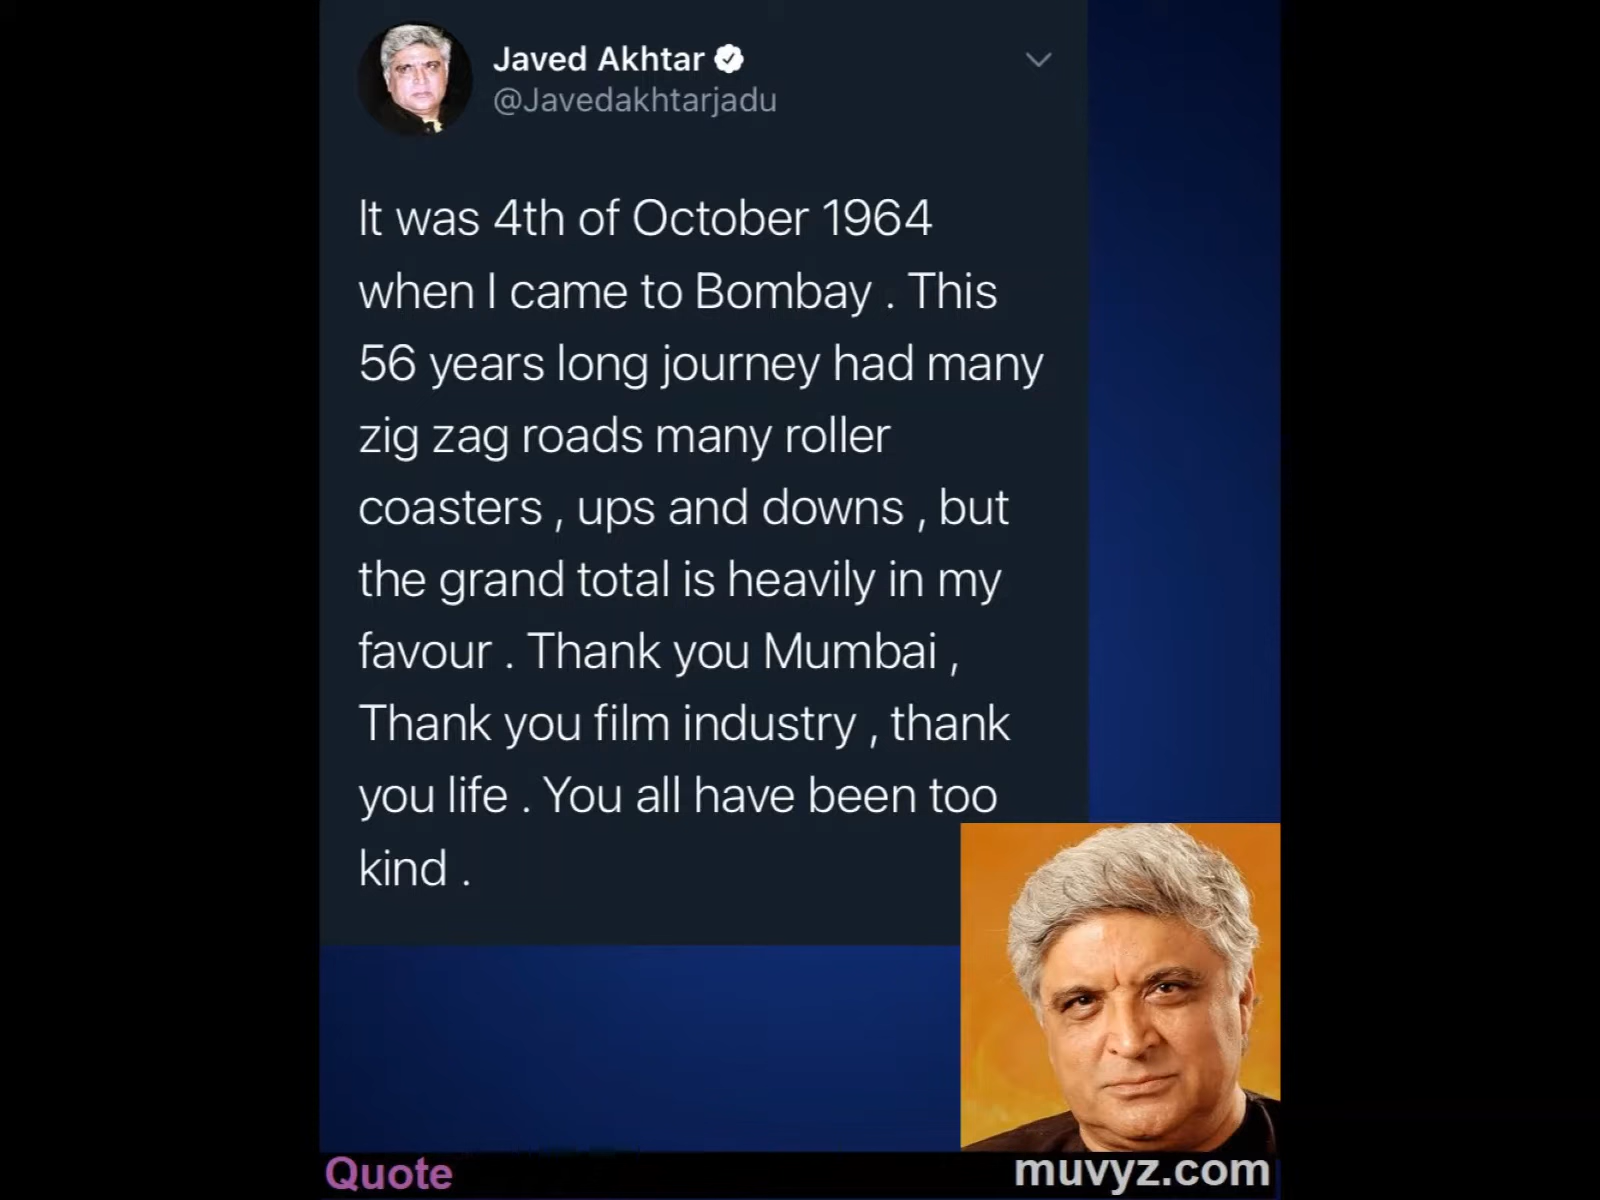 Javed Akhtar
@Javedakhtarjadu
It was 4th of October 1964
when I came to Bombay . This
56 years long journey had many
zig zag roads many roller
coasters , ups and downs , but
the grand total is heavily in my
favour . Thank you Mumbai ,
Thank you film industry , thank
you life . You all have been too
kind .
Quote
muvyz.com